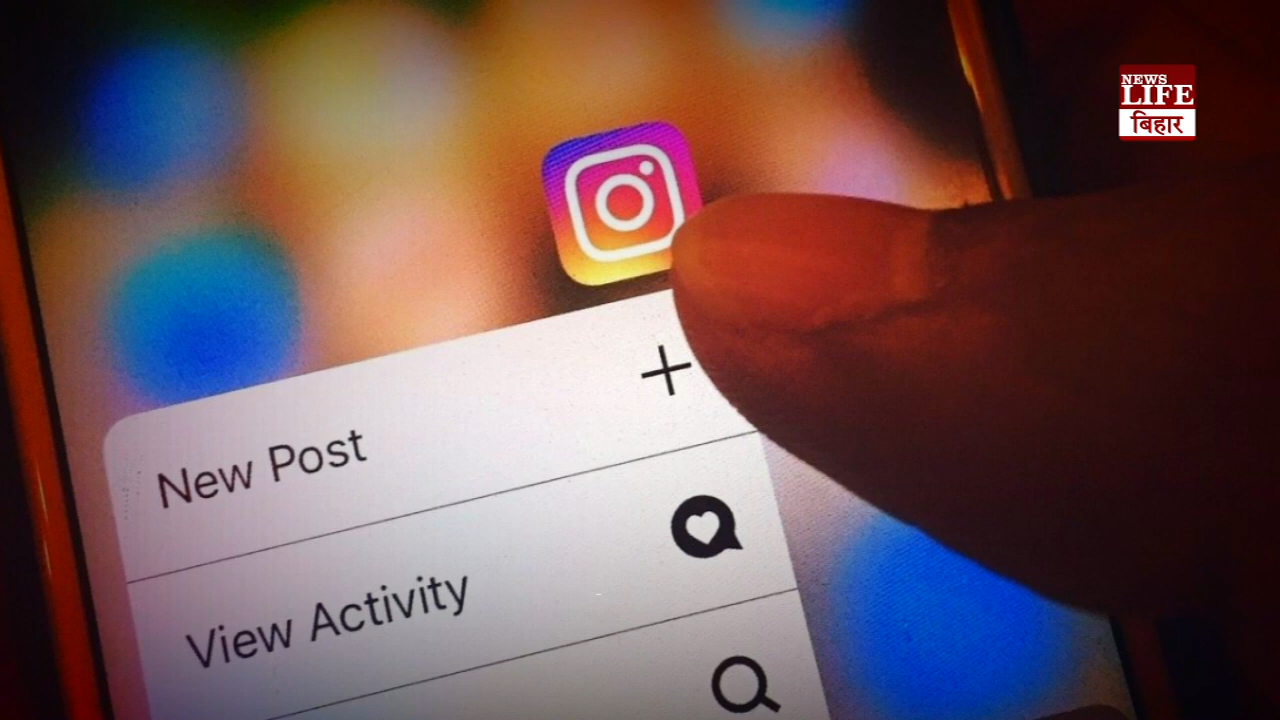 NEWS
LIFE
बिहार
New Post
View Activity